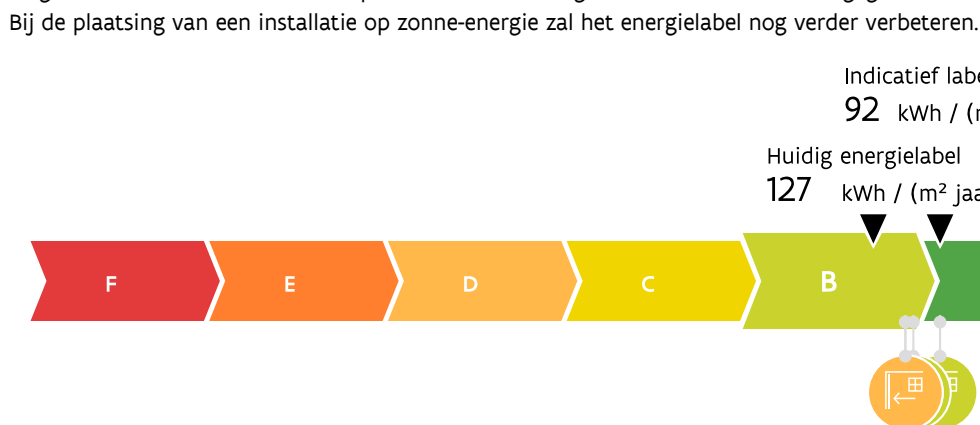 Bij de plaatsing van een installatie op zonne-energie zal het energielabel nog verder verbeteren.
Indicatief
92 kWh / (
Huidig energielabel
127 kWh / (m²
F E D C B